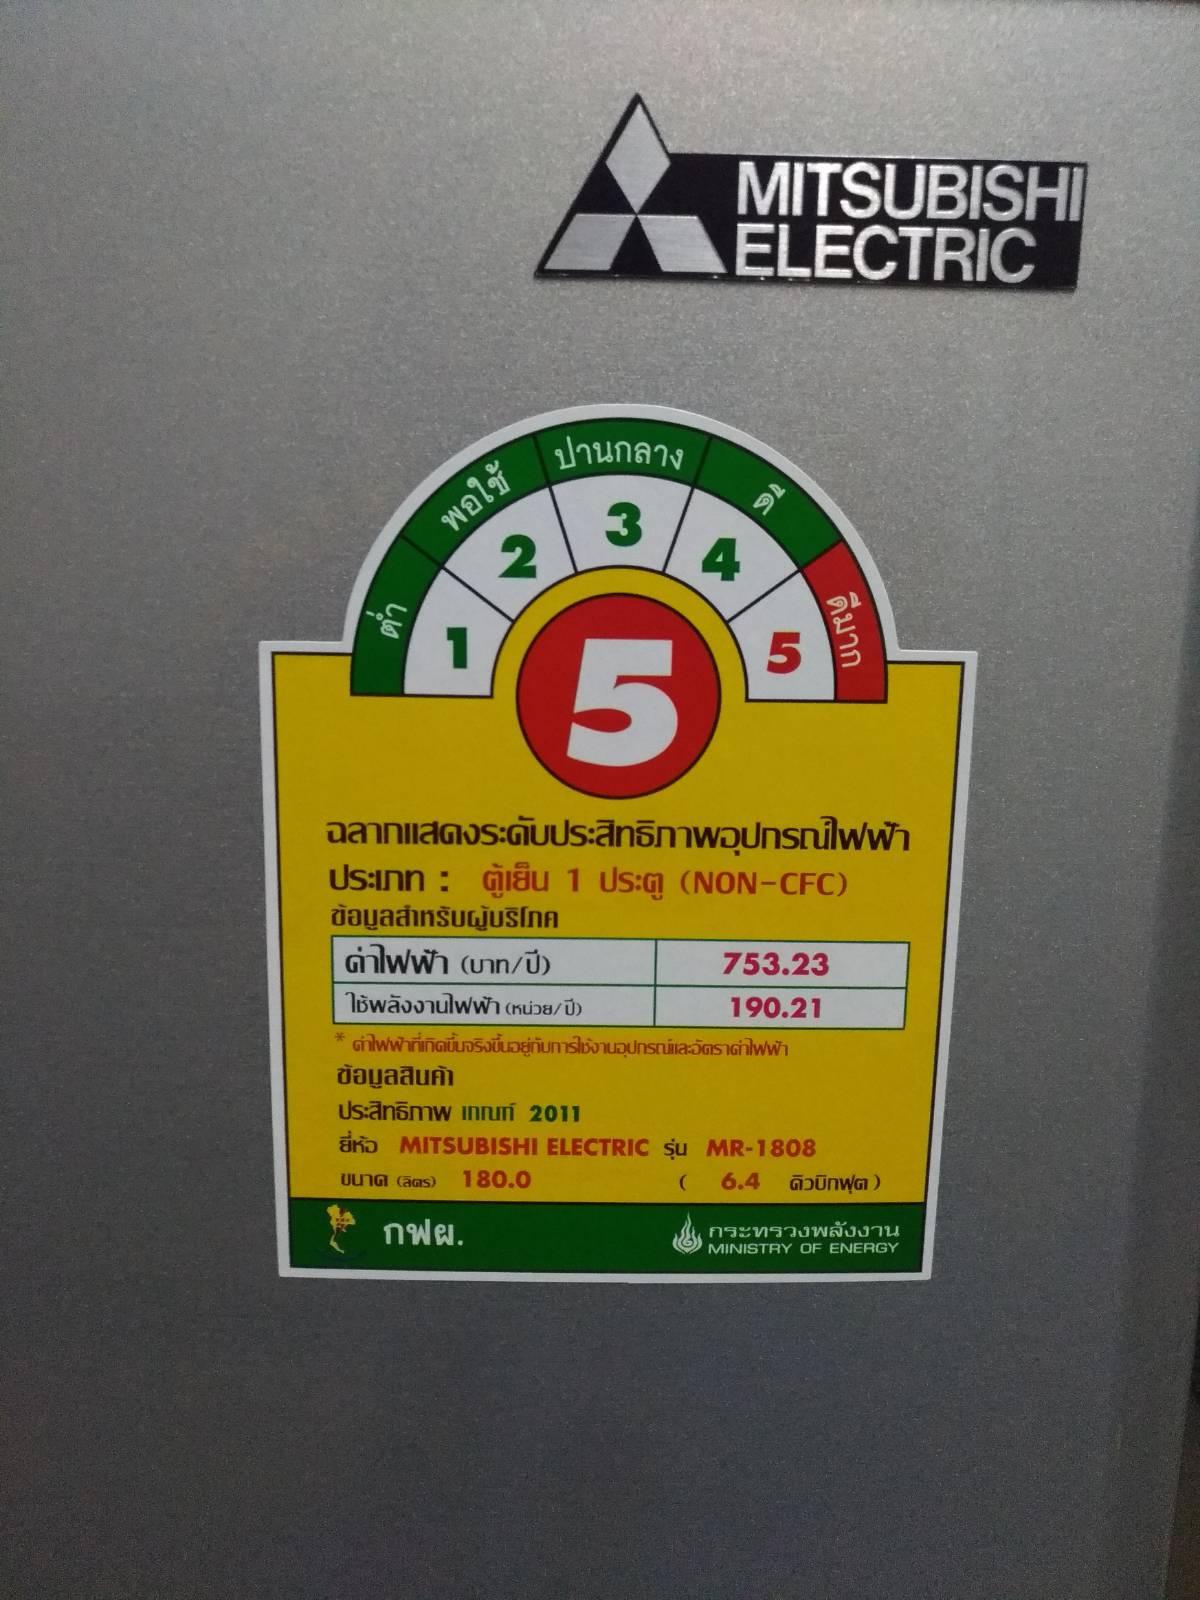 MITSUBISHI
ELECTRIC
ต่ำ พอใช้ ปานกลาง ดี ดีมาก
1 2 3 4 5
5
ฉลากแสดงระดับประสิทธิภาพอุปกรณ์ไฟฟ้า
ประเภท : ตู้เย็น 1 ประตู (NON-CFC)
ข้อมูลสำหรับผู้บริโภค
ค่าไฟฟ้า (บาท/ปี) 753.23
ใช้พลังงานไฟฟ้า (หน่วย/ปี) 190.21
* ค่าไฟฟ้าที่เกิดขึ้นจริงขึ้นอยู่กับการใช้งานอุปกรณ์และอัตราค่าไฟฟ้า
ข้อมูลสินค้า
ประสิทธิภาพ เกณฑ์ 2011
ยี่ห้อ MITSUBISHI ELECTRIC รุ่น MR-1808
ขนาด (ลิตร) 180.0 ( 6.4 คิวบิกฟุต )
กฟผ. กระทรวงพลังงาน
MINISTRY OF ENERGY